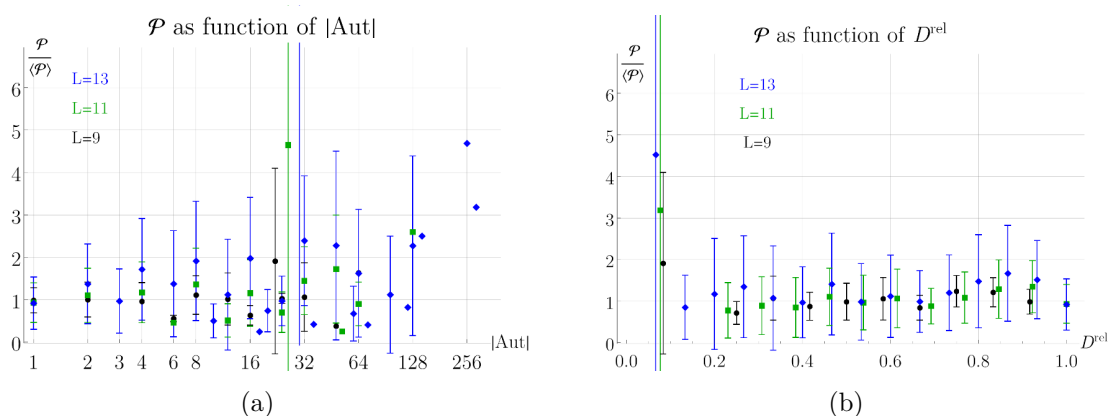 𝒫 as function of |Aut|
𝒫
⟨𝒫⟩
6
5
4
3
2
1
0
L=13
L=11
L=9
1 2 3 4 6 8 16 32 64 128 256 |Aut|
(a)
𝒫 as function of D^rel
𝒫
⟨𝒫⟩
6
5
4
3
2
1
0
L=13
L=11
L=9
0.0 0.2 0.4 0.6 0.8 1.0 D^rel
(b)